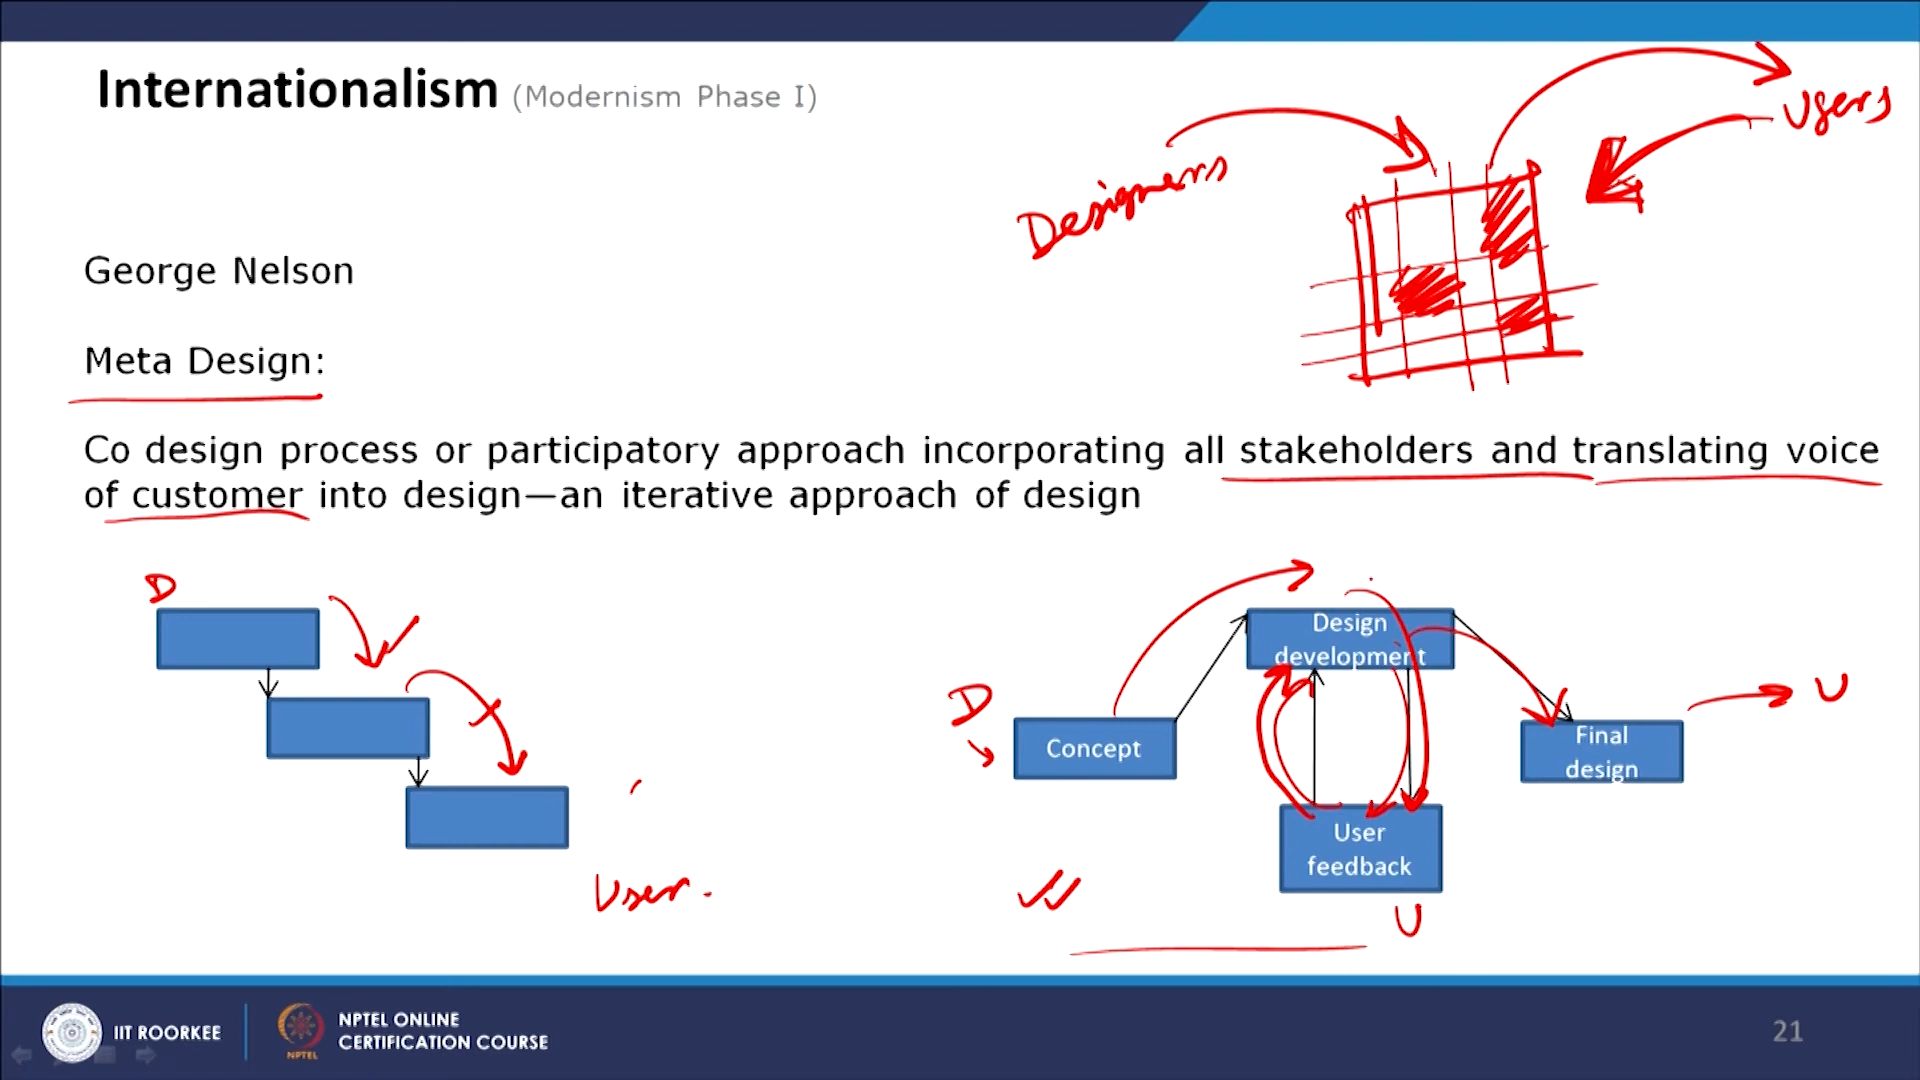 Internationalism (Modernism Phase I)
Users
Designers
George Nelson
Meta Design:
Co design process or participatory approach incorporating all stakeholders and translating voice
of customer into design—an iterative approach of design
D
User.
D
Concept
Design
development
User
feedback
U
Final
design
U
IIT ROORKEE
NPTEL
NPTEL ONLINE
CERTIFICATION COURSE
21